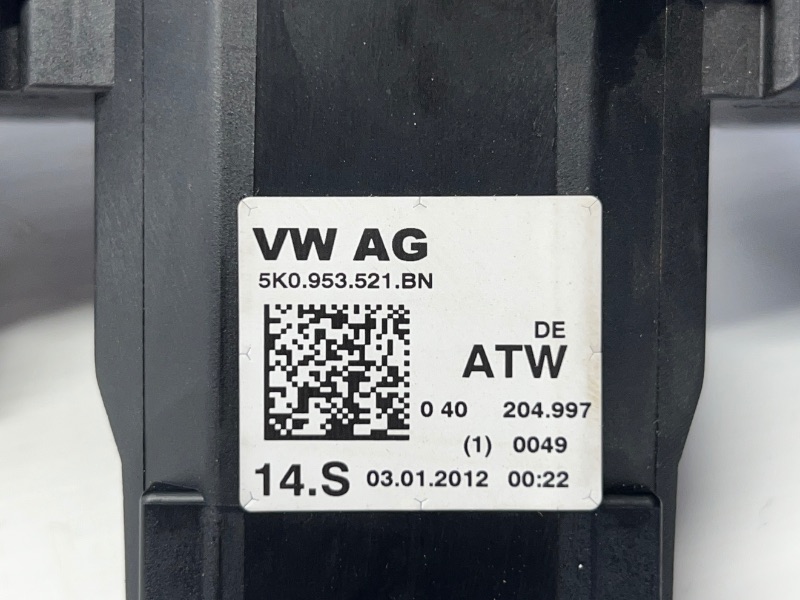 VW AG
5K0.953.521.BN
DE
ATW
0 40 204.997
(1) 0049
14.S 03.01.2012 00:22